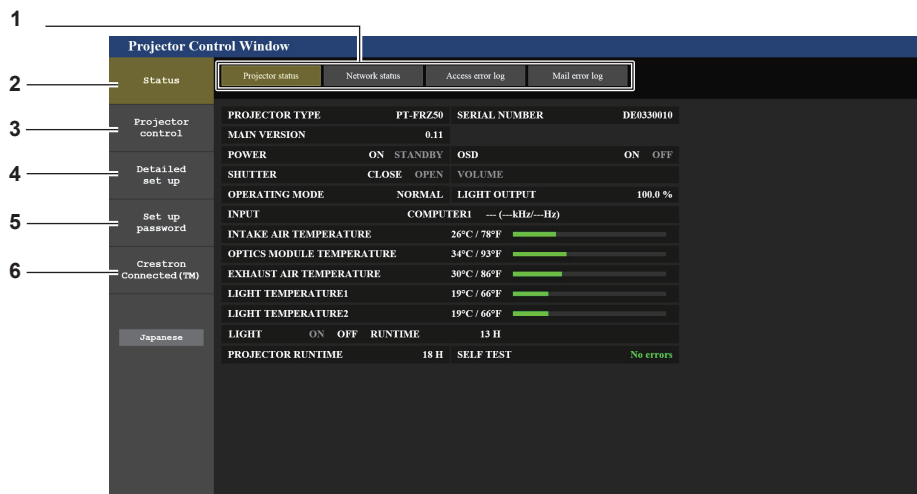 1
Projector Control Window
2
Status
Projector status
Network status
Access error log
Mail error log
3
Projector
control
4
Detailed
set up
5
Set up
password
6
Crestron
Connected(TM)
Japanese
PROJECTOR TYPE PT-FRZ50 SERIAL NUMBER DE0330010
MAIN VERSION 0.11
POWER ON STANDBY OSD ON OFF
SHUTTER CLOSE OPEN VOLUME
OPERATING MODE NORMAL LIGHT OUTPUT 100.0 %
INPUT COMPUTER1 --- (---kHz/---Hz)
INTAKE AIR TEMPERATURE 26°C / 78°F
OPTICS MODULE TEMPERATURE 34°C / 93°F
EXHAUST AIR TEMPERATURE 30°C / 86°F
LIGHT TEMPERATURE1 19°C / 66°F
LIGHT TEMPERATURE2 19°C / 66°F
LIGHT ON OFF RUNTIME 13 H
PROJECTOR RUNTIME 18 H SELF TEST No errors